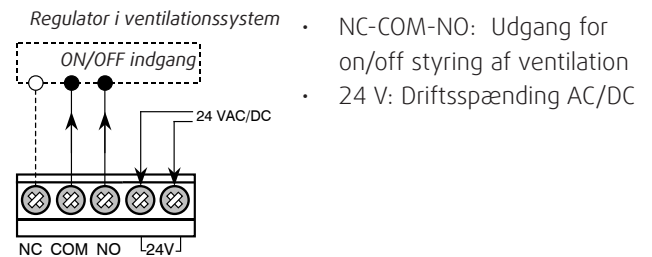 Regulator i ventilationssystem
ON/OFF indgang
24 VAC/DC
NC COM NO 24V
• NC-COM-NO: Udgang for
on/off styring af ventilation
• 24 V: Driftsspænding AC/DC